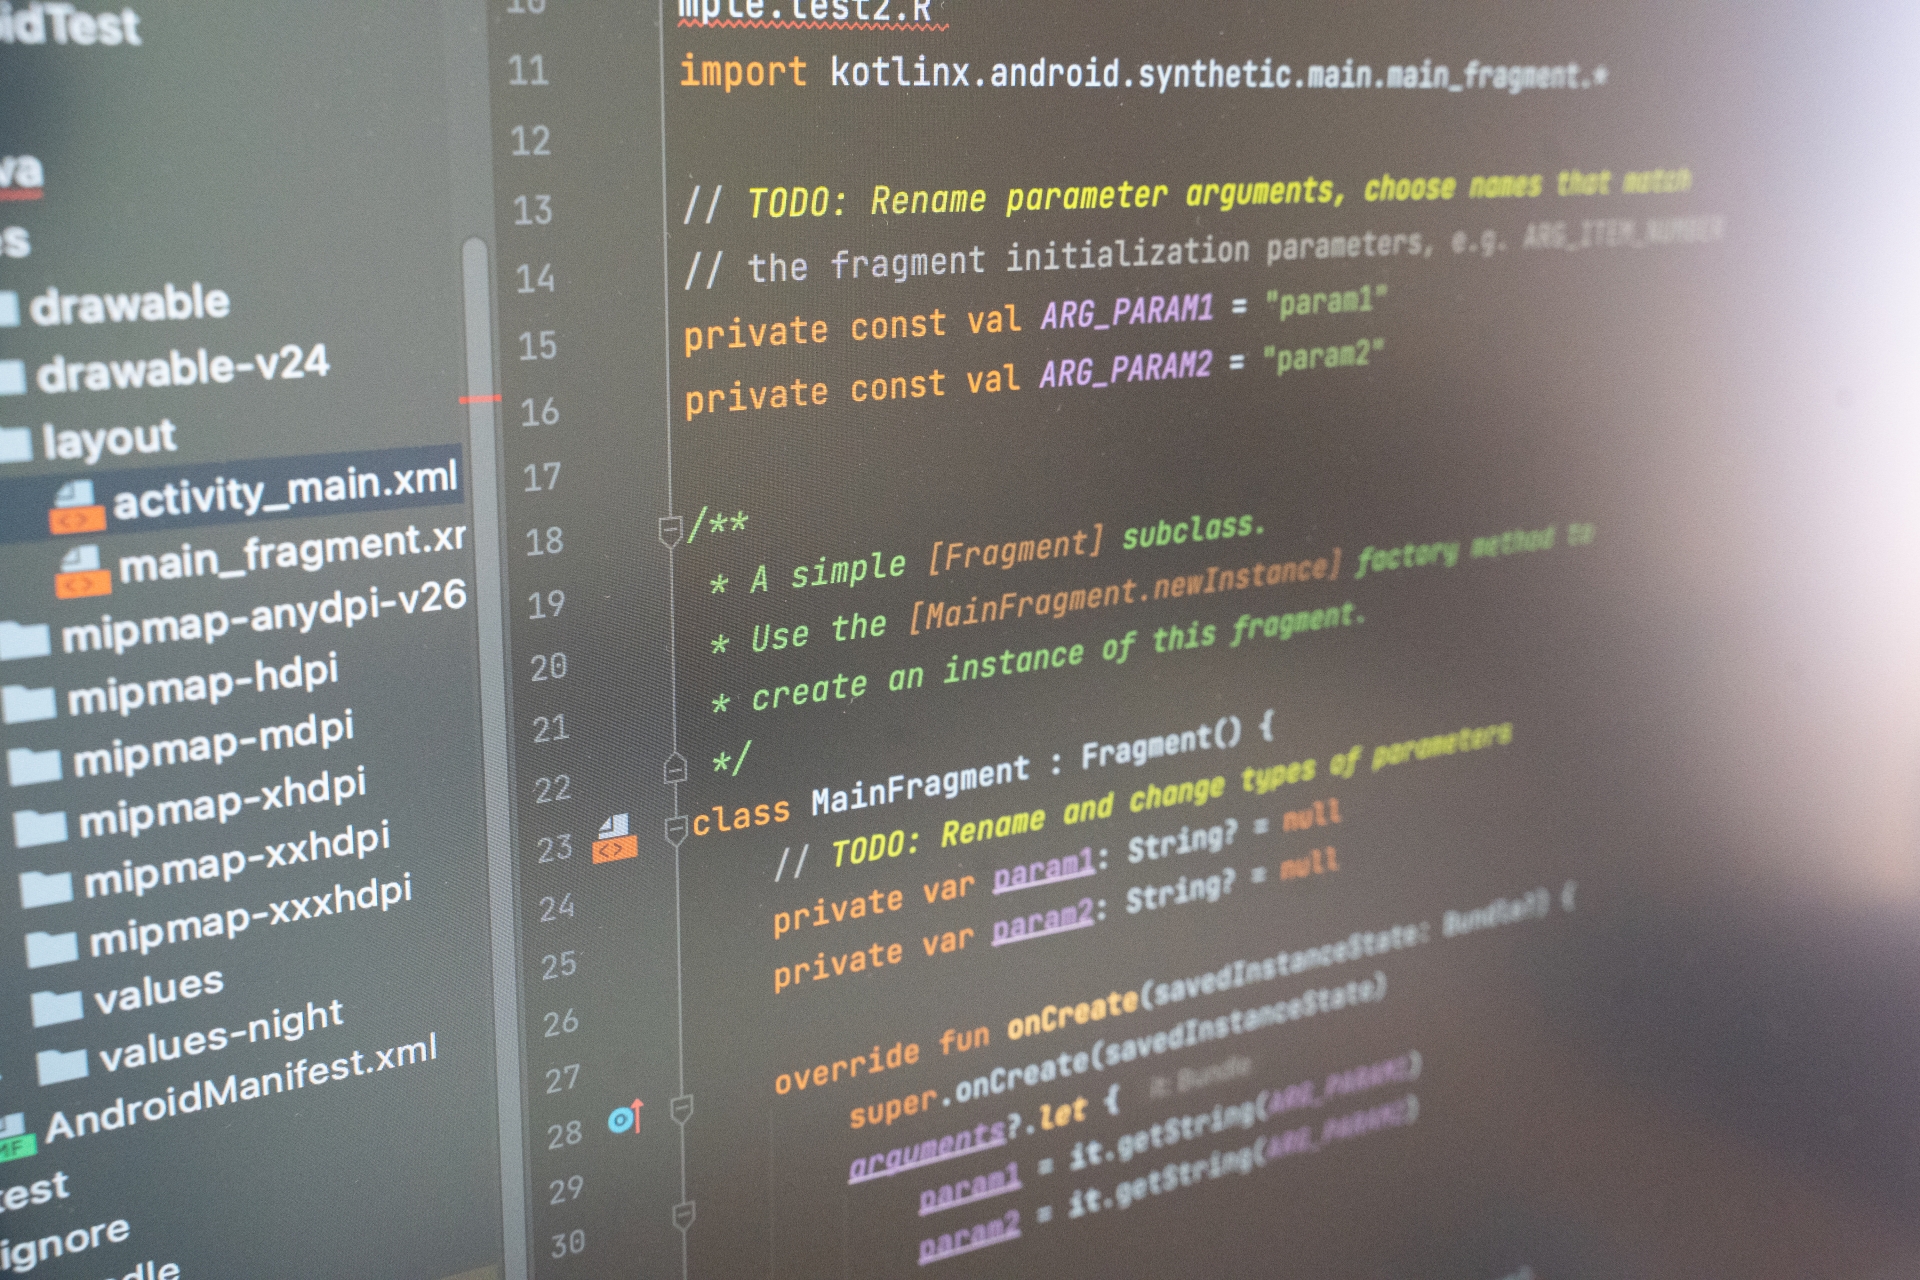 idTest
va
es
drawable
drawable-v24
layout
activity_main.xml
main_fragment.xr
mipmap-anydpi-v26
mipmap-hdpi
mipmap-mdpi
mipmap-xhdpi
mipmap-xxhdpi
mipmap-xxxhdpi
values
values-night
AndroidManifest.xml
MF
test
ignore
dle
10 mple.test2.R
11 import kotlinx.android.synthetic.main.main_fragment.*
12
13 // TODO: Rename parameter arguments, choose names that match
14 // the fragment initialization parameters, e.g. ARG_ITEM_NUMBER
15 private const val ARG_PARAM1 = "param1"
16 private const val ARG_PARAM2 = "param2"
17
18 /**
19 * A simple [Fragment] subclass.
20 * Use the [MainFragment.newInstance] factory method to
21 * create an instance of this fragment.
22 */
23 class MainFragment : Fragment() {
24 // TODO: Rename and change types of parameters
25 private var param1: String? = null
26 private var param2: String? = null
27
28 override fun onCreate(savedInstanceState: Bundle?) {
29 super.onCreate(savedInstanceState)
30 arguments?.let { it: Bundle
param1 = it.getString(ARG_PARAM1)
param2 = it.getString(ARG_PARAM2)